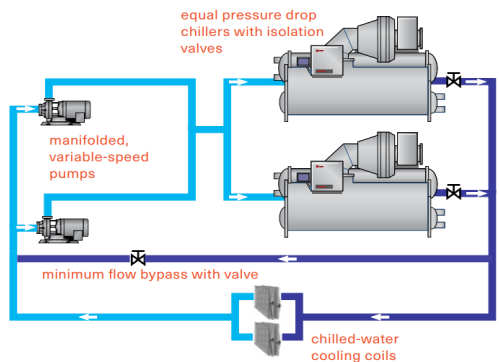 equal pressure drop
chillers with isolation
valves
manifolded,
variable-speed
pumps
minimum flow bypass with valve
chilled-water
cooling coils